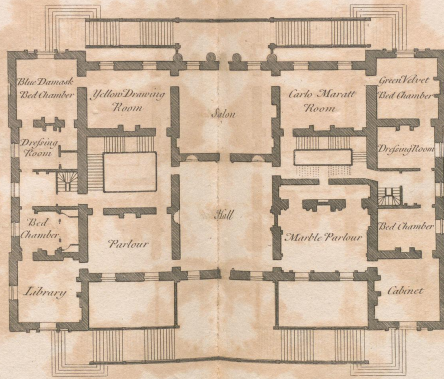 Blue Damask
Bed Chamber
Yellow Drawing
Room
Salon
Carlo Maratt
Room
Green Velvet
Bed Chamber
Dressing
Room
Dressing Room
Bed
Chamber
Parlour
Hall
Marble Parlour
Bed Chamber
Library
Cabenet